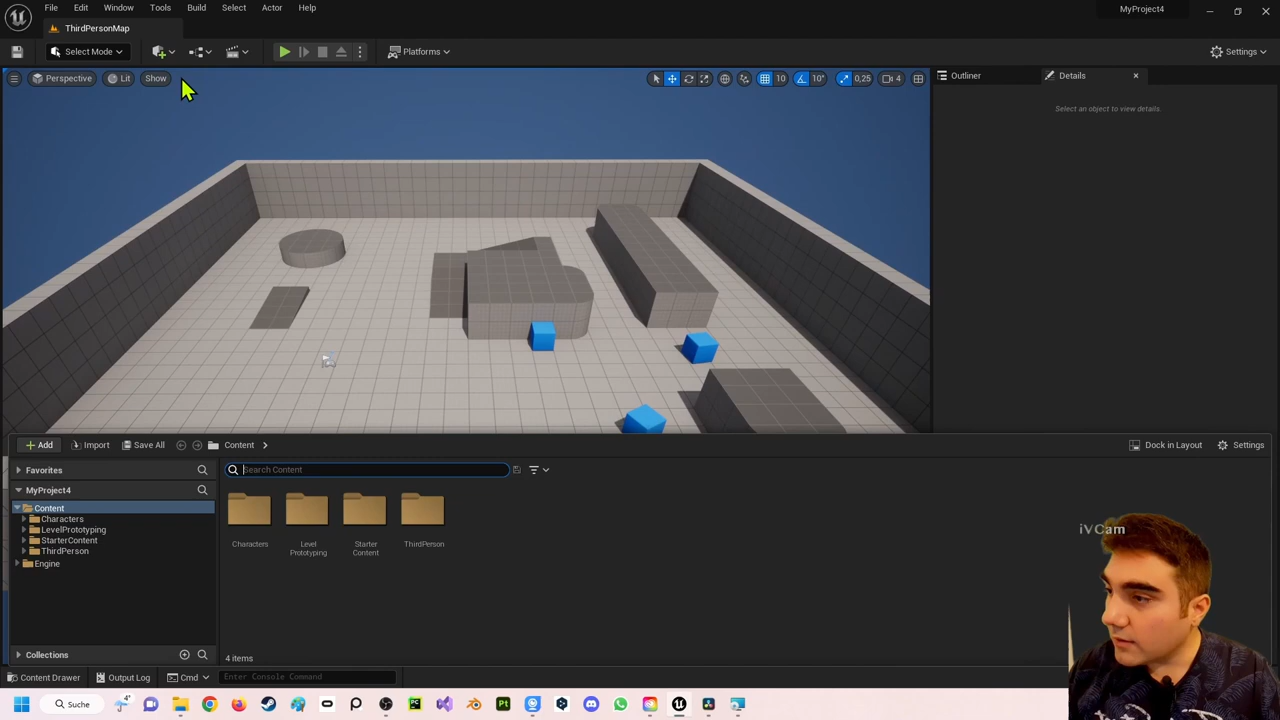 File Edit Window Tools Build Select Actor Help
MyProject4
ThirdPersonMap
Select Mode
Platforms
Settings
Perspective
Lit
Show
10
10°
0,25
4
Outliner
Details
Select an object to view details.
Add
Import
Save All
Content
Dock in Layout
Settings
Favorites
Search Content
MyProject4
Content
Characters
LevelPrototyping
StarterContent
ThirdPerson
Engine
Characters
Level
Prototyping
Starter
Content
ThirdPerson
iVCam
Collections
4 items
Content Drawer
Output Log
Cmd
Enter Console Command
Suche
4°
PC
Pt